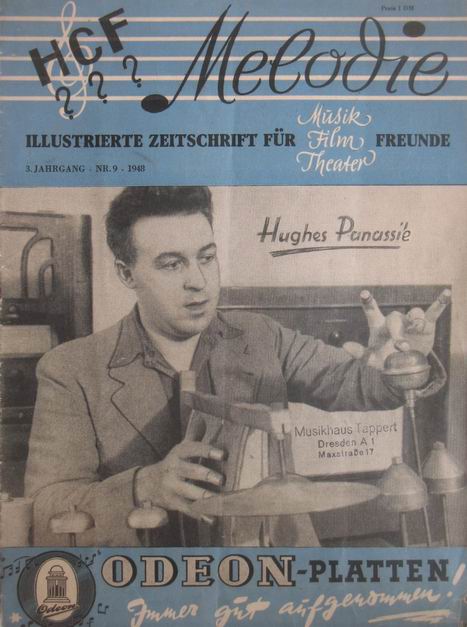 Preis 1 DM
HCF
? ? ?
Melodie
ILLUSTRIERTE ZEITSCHRIFT FÜR
Musik
Film
Theater
FREUNDE
3. JAHRGANG - NR. 9 - 1948
Hughes Panassié
Musikhaus Tappert
Dresden A 1
Maxstraße 17
ODEON-PLATTEN
Odeon
Immer gut aufgenommen!